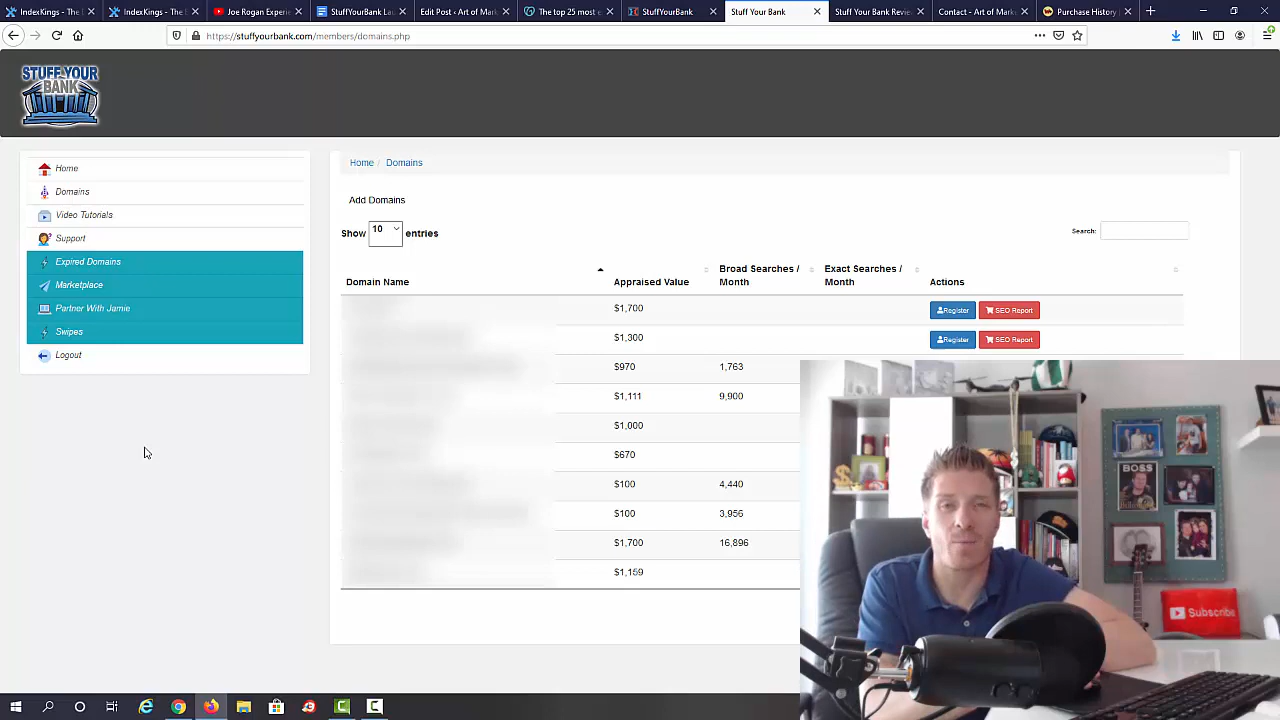 IndexKings - The
IndexKings - The
Joe Rogan Experie
StuffYourBank La
Edit Post ‹ Art of Mark
The top 25 most e
StuffYourBank
Stuff Your Bank
Stuff Your Bank Revie
Contact - Art of Market
Purchase History
https://stuffyourbank.com/members/domains.php
STUFF YOUR
BANK
Home
Domains
Video Tutorials
Support
Expired Domains
Marketplace
Partner With Jamie
Swipes
Logout
Home / Domains
Add Domains
Show 10 entries
Search:
Domain Name Appraised Value Broad Searches / Month Exact Searches / Month Actions
$1,700 Register SEO Report
$1,300 Register SEO Report
$970 1,763
$1,111 9,900
$1,000
$670
$100 4,440
$100 3,956
$1,700 16,896
$1,159
BOSS
Subscribe